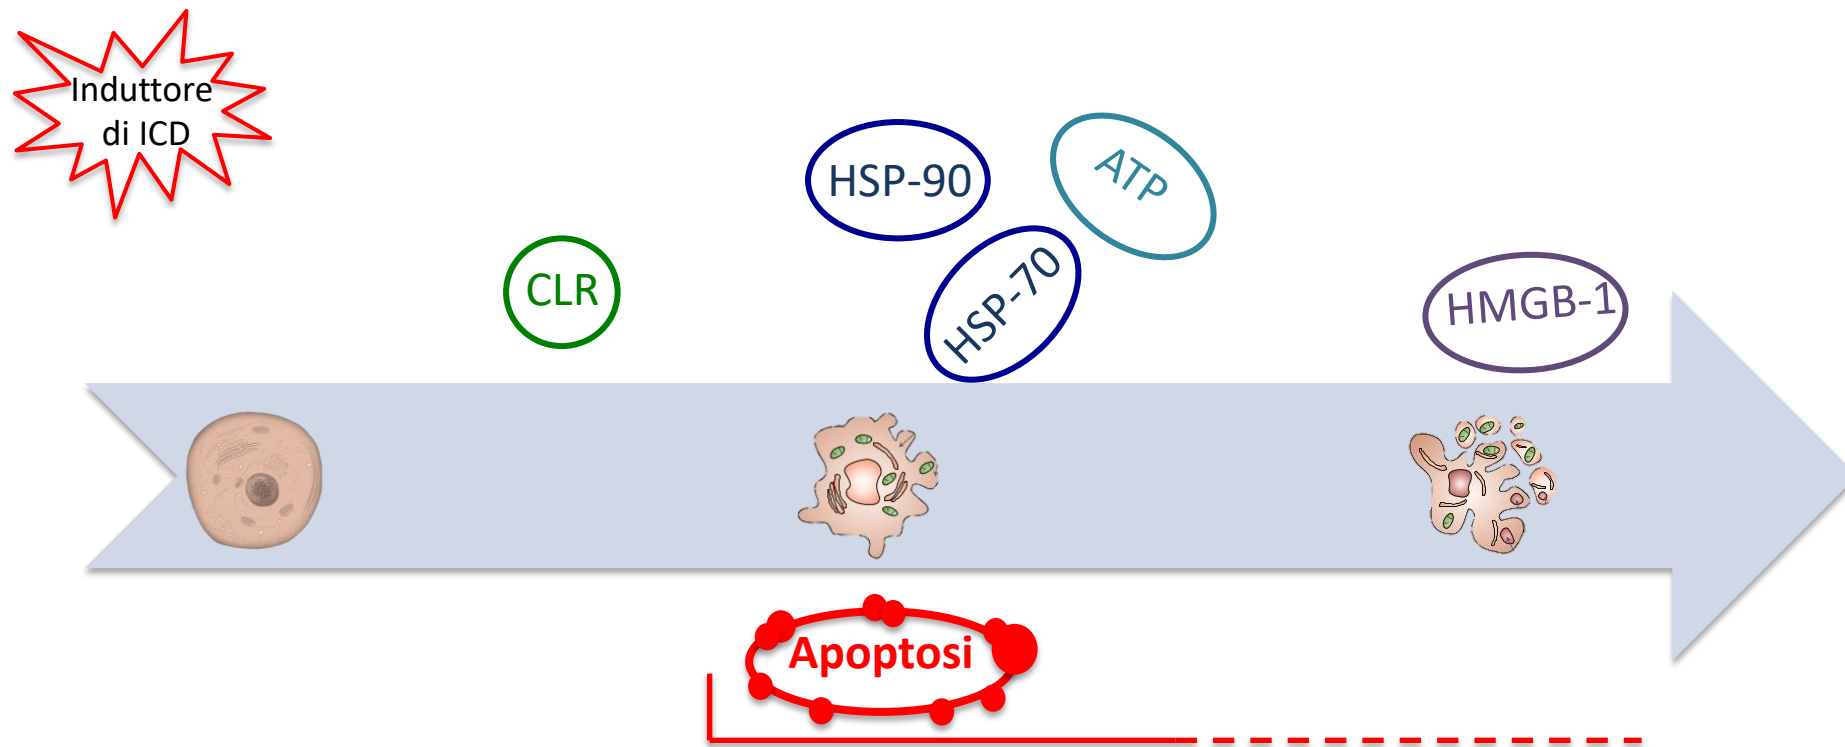 Induttore
di ICD
HSP-90
ATP
CLR
HSP-70
HMGB-1
Apoptosi